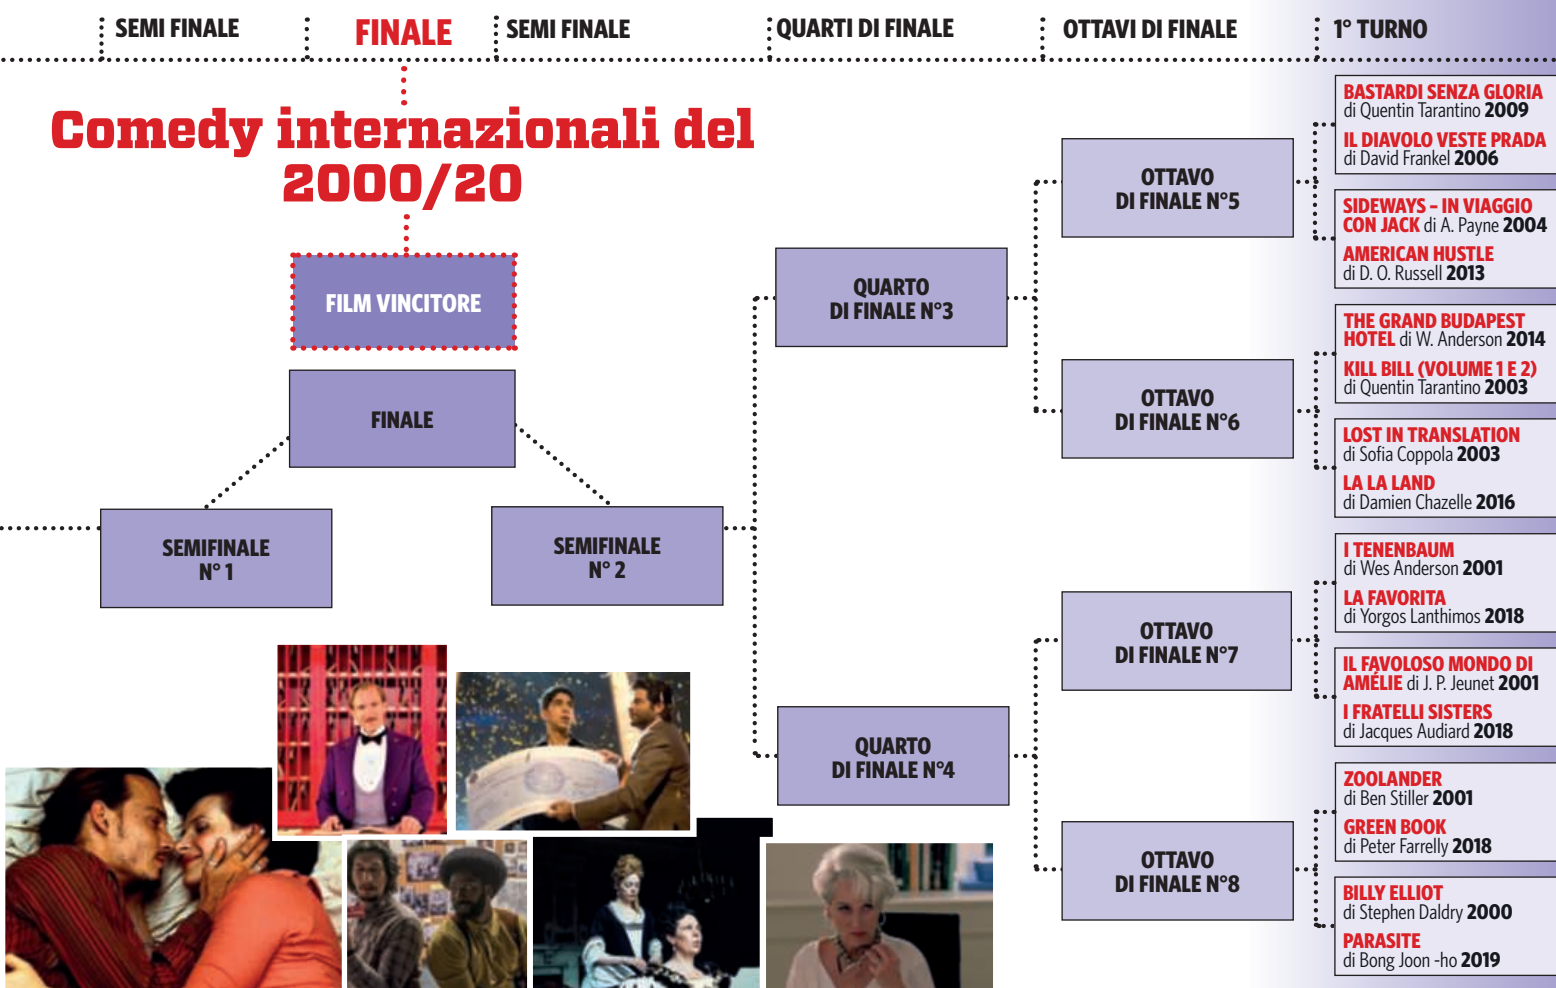 SEMI FINALE
FINALE
SEMI FINALE
QUARTI DI FINALE
OTTAVI DI FINALE
1° TURNO
Comedy internazionali del
2000/20
FILM VINCITORE
FINALE
SEMIFINALE
N° 1
SEMIFINALE
N° 2
QUARTO
DI FINALE N°3
QUARTO
DI FINALE N°4
OTTAVO
DI FINALE N°5
OTTAVO
DI FINALE N°6
OTTAVO
DI FINALE N°7
OTTAVO
DI FINALE N°8
BASTARDI SENZA GLORIA
di Quentin Tarantino 2009
IL DIAVOLO VESTE PRADA
di David Frankel 2006
SIDEWAYS – IN VIAGGIO
CON JACK di A. Payne 2004
AMERICAN HUSTLE
di D. O. Russell 2013
THE GRAND BUDAPEST
HOTEL di W. Anderson 2014
KILL BILL (VOLUME 1 E 2)
di Quentin Tarantino 2003
LOST IN TRANSLATION
di Sofia Coppola 2003
LA LA LAND
di Damien Chazelle 2016
I TENENBAUM
di Wes Anderson 2001
LA FAVORITA
di Yorgos Lanthimos 2018
IL FAVOLOSO MONDO DI
AMÉLIE di J. P. Jeunet 2001
I FRATELLI SISTERS
di Jacques Audiard 2018
ZOOLANDER
di Ben Stiller 2001
GREEN BOOK
di Peter Farrelly 2018
BILLY ELLIOT
di Stephen Daldry 2000
PARASITE
di Bong Joon -ho 2019